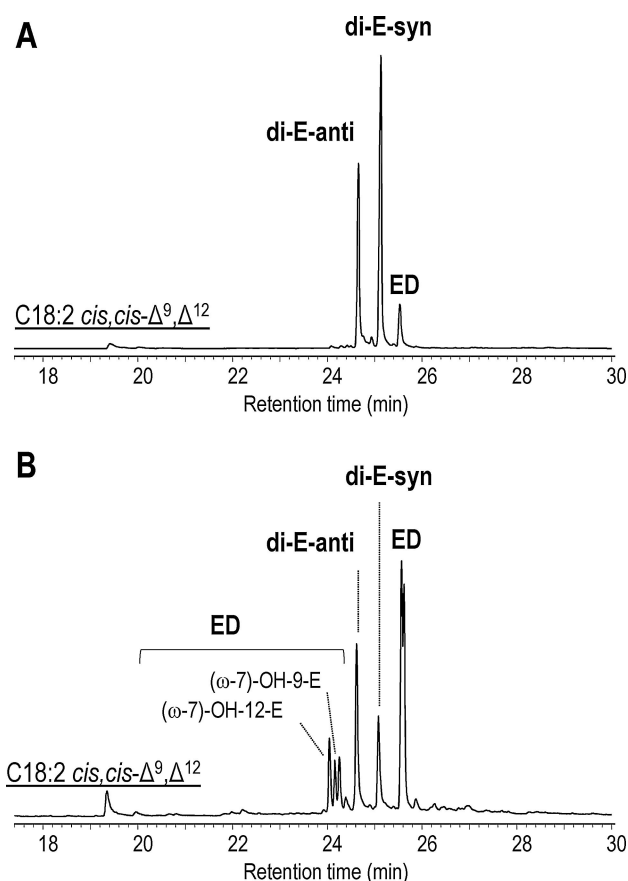 A
di-E-syn
di-E-anti
ED
C18:2 cis,cis-Δ⁹,Δ¹²
18 20 22 24 26 28 30
Retention time (min)
B
di-E-syn
di-E-anti
ED
ED
(ω-7)-OH-9-E
(ω-7)-OH-12-E
C18:2 cis,cis-Δ⁹,Δ¹²
18 20 22 24 26 28 30
Retention time (min)